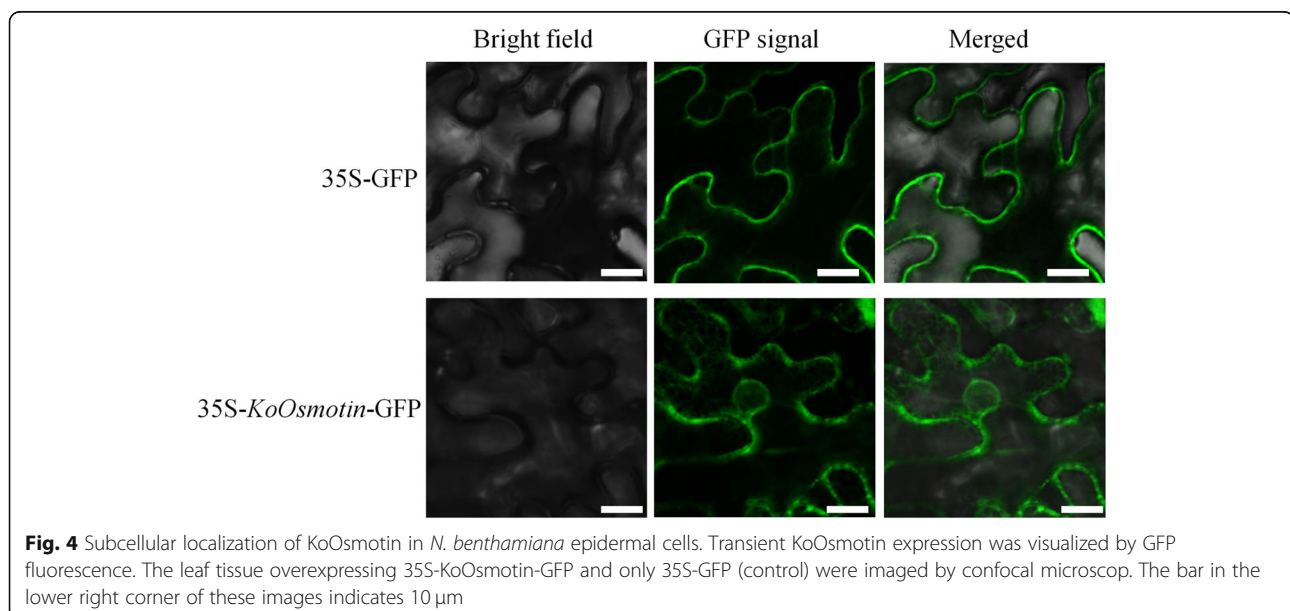 Bright field GFP signal Merged
35S-GFP
35S-KoOsmotin-GFP
Fig. 4 Subcellular localization of KoOsmotin in N. benthamiana epidermal cells. Transient KoOsmotin expression was visualized by GFP
fluorescence. The leaf tissue overexpressing 35S-KoOsmotin-GFP and only 35S-GFP (control) were imaged by confocal microscop. The bar in the
lower right corner of these images indicates 10 μm